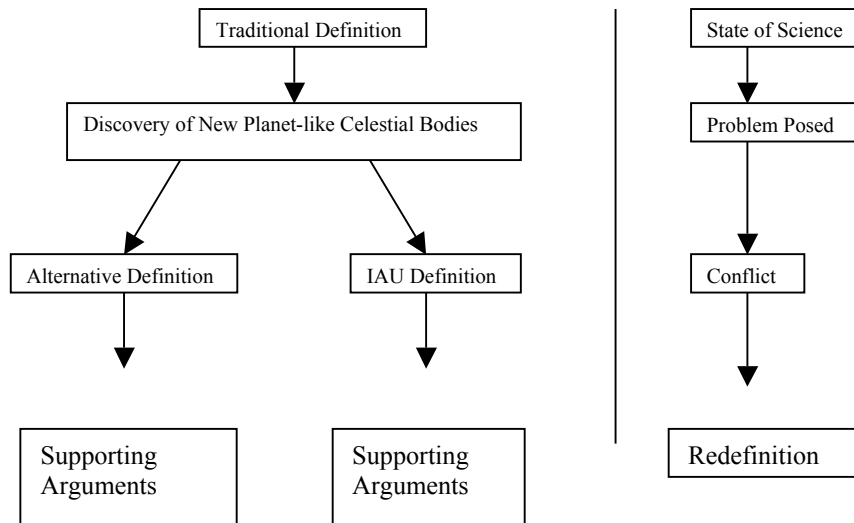 Traditional Definition
State of Science
Discovery of New Planet-like Celestial Bodies
Problem Posed
Alternative Definition
IAU Definition
Conflict
Supporting
Arguments
Supporting
Arguments
Redefinition